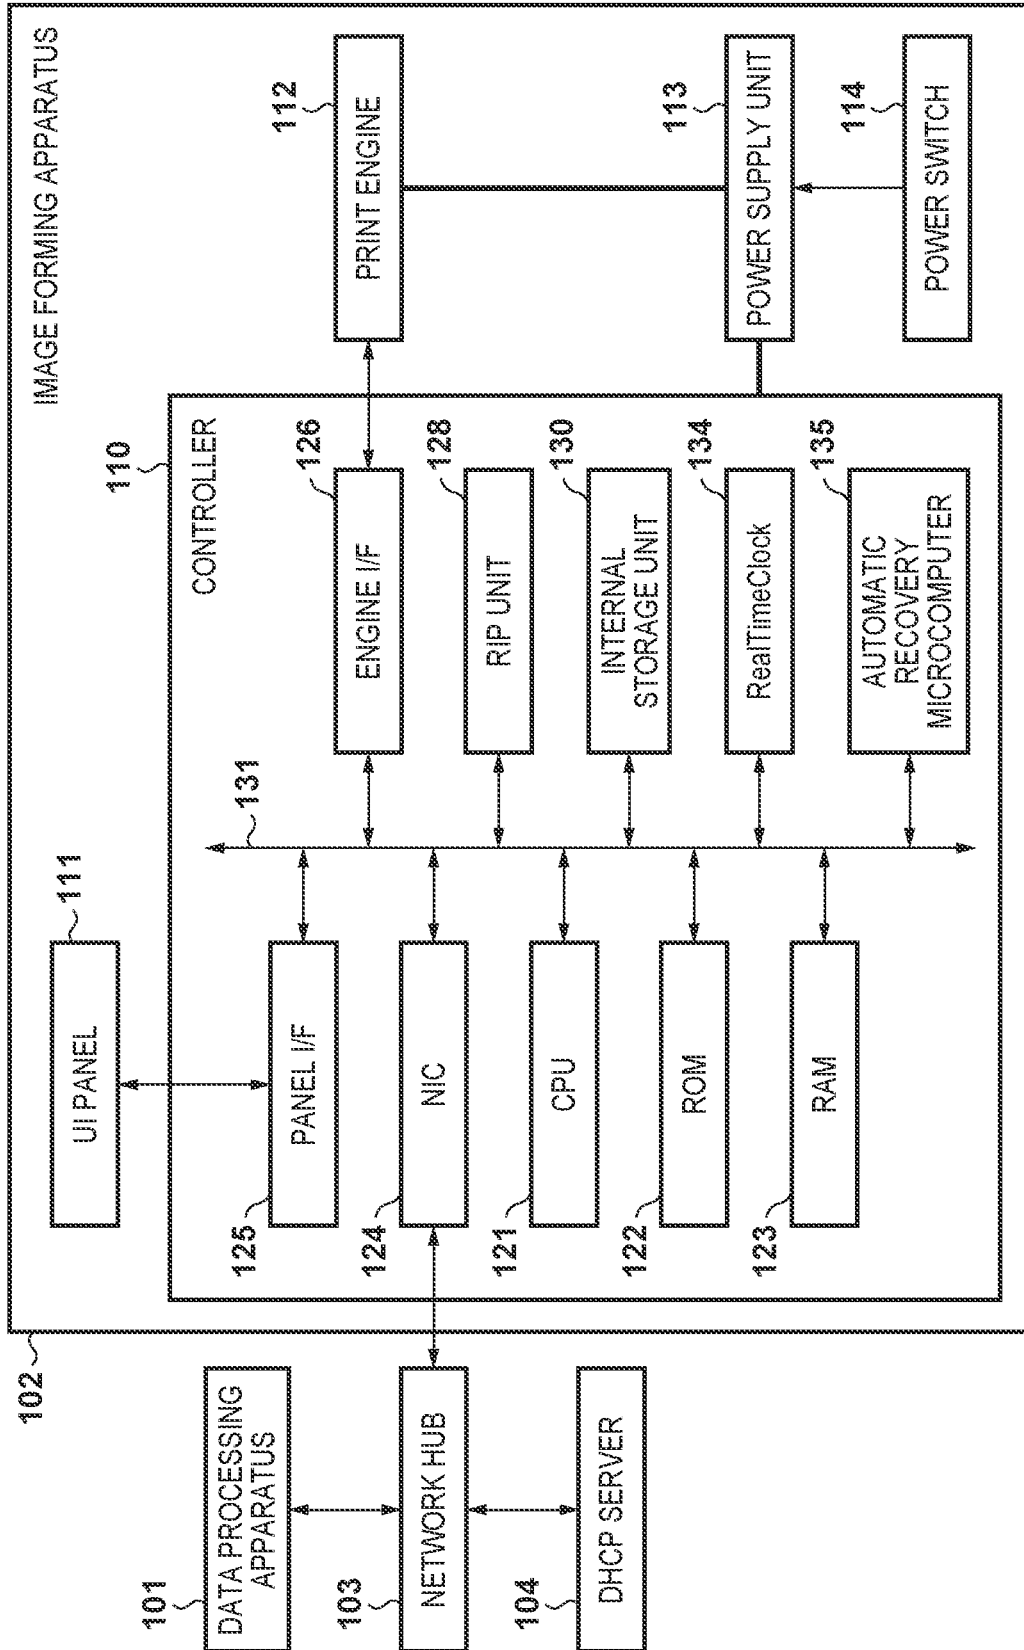 102
IMAGE FORMING APPARATUS
101
DATA PROCESSING
APPARATUS
103
NETWORK HUB
104
DHCP SERVER
111
UI PANEL
110
CONTROLLER
125
PANEL I/F
124
NIC
121
CPU
122
ROM
123
RAM
131
126
ENGINE I/F
128
RIP UNIT
130
INTERNAL
STORAGE UNIT
134
RealTimeClock
135
AUTOMATIC
RECOVERY
MICROCOMPUTER
112
PRINT ENGINE
113
POWER SUPPLY UNIT
114
POWER SWITCH